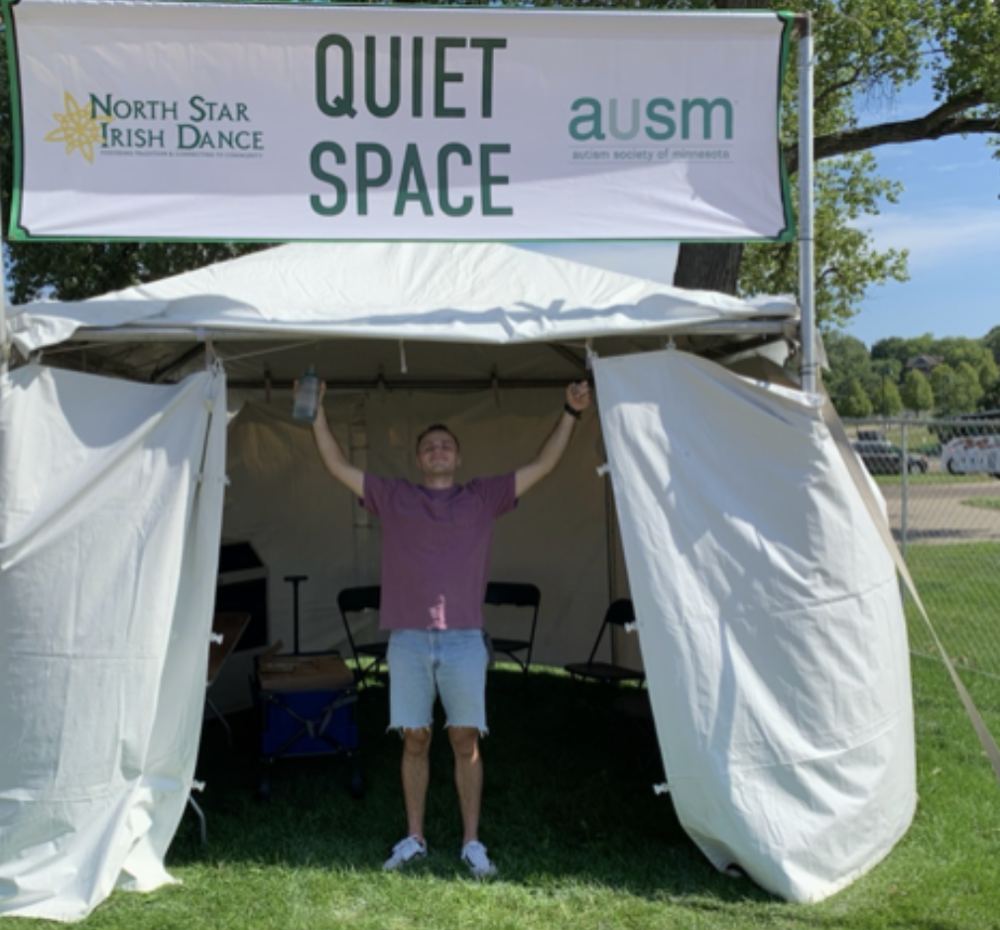 North Star
Irish Dance
QUIET
SPACE
ausm
autism society of minnesota